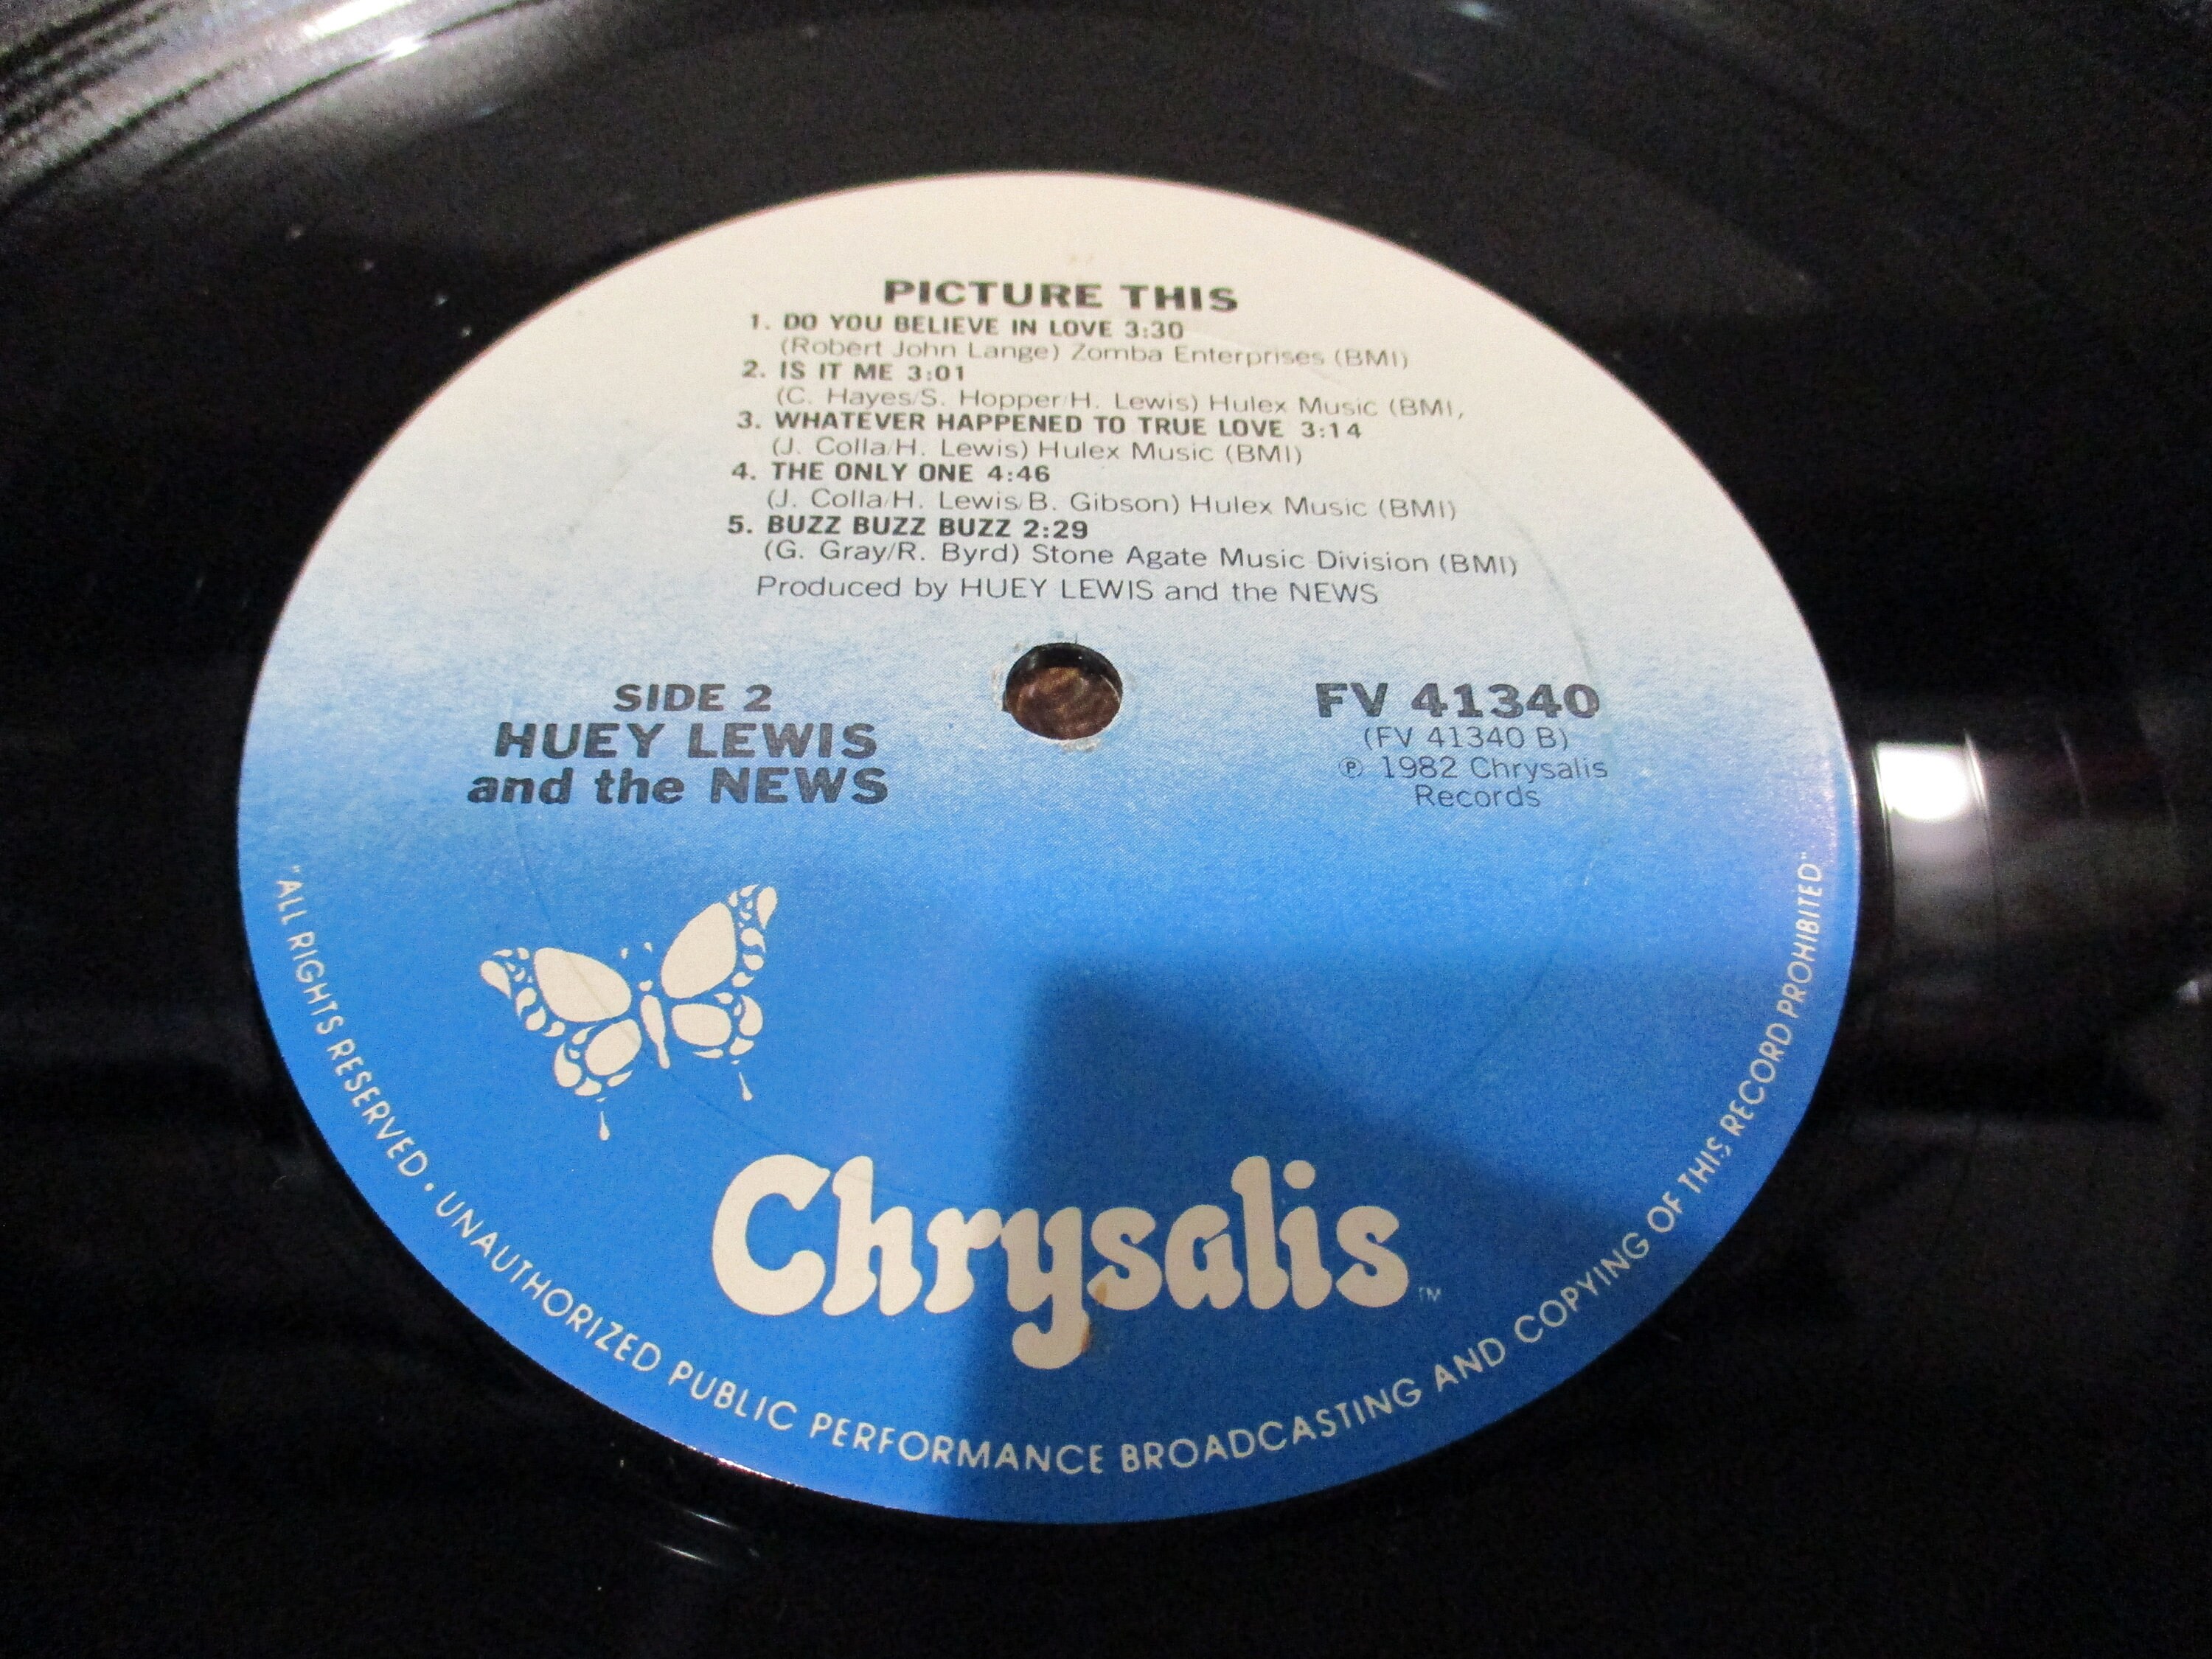 PICTURE THIS
1. DO YOU BELIEVE IN LOVE 3:30
(Robert John Lange) Zomba Enterprises (BMI)
2. IS IT ME 3:01
(C. Hayes/S. Hopper/H. Lewis) Hulex Music (BMI,
3. WHATEVER HAPPENED TO TRUE LOVE 3:14
(J. Colla/H. Lewis) Hulex Music (BMI)
4. THE ONLY ONE 4:46
(J. Colla/H. Lewis/B. Gibson) Hulex Music (BMI)
5. BUZZ BUZZ BUZZ 2:29
(G. Gray/R. Byrd) Stone Agate Music Division (BMI)
Produced by HUEY LEWIS and the NEWS
SIDE 2
HUEY LEWIS
and the NEWS
FV 41340
(FV 41340 B)
℗ 1982 Chrysalis
Records
Chrysalis™
"ALL RIGHTS RESERVED • UNAUTHORIZED PUBLIC PERFORMANCE BROADCASTING AND COPYING OF THIS RECORD PROHIBITED"